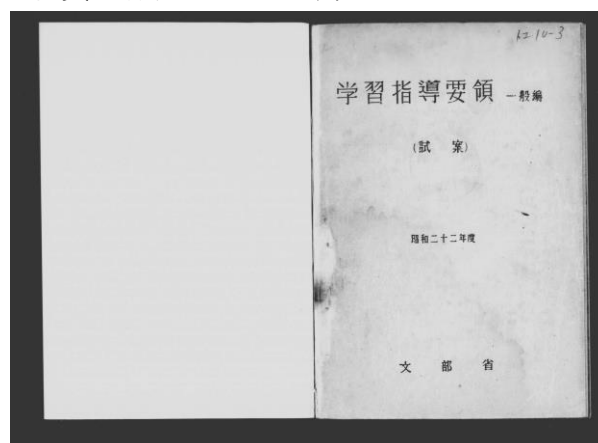 学習指導要領 一般編
(試 案)
昭和二十二年度
文 部 省